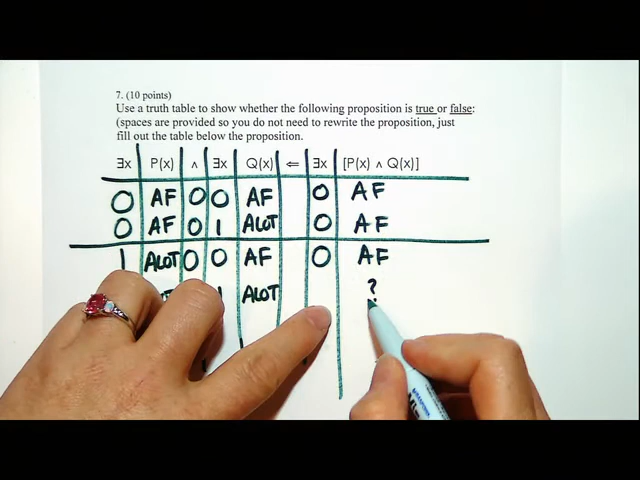 7. (10 points)
Use a truth table to show whether the following proposition is true or false:
(spaces are provided so you do not need to rewrite the proposition, just
fill out the table below the proposition.
∃x P(x) ∧ ∃x Q(x) ⇐ ∃x [P(x) ∧ Q(x)]
0 AF 0 0 AF 0 AF
0 AF 0 1 ALOT 0 AF
1 ALOT 0 0 AF 0 AF
1 ALOT ?